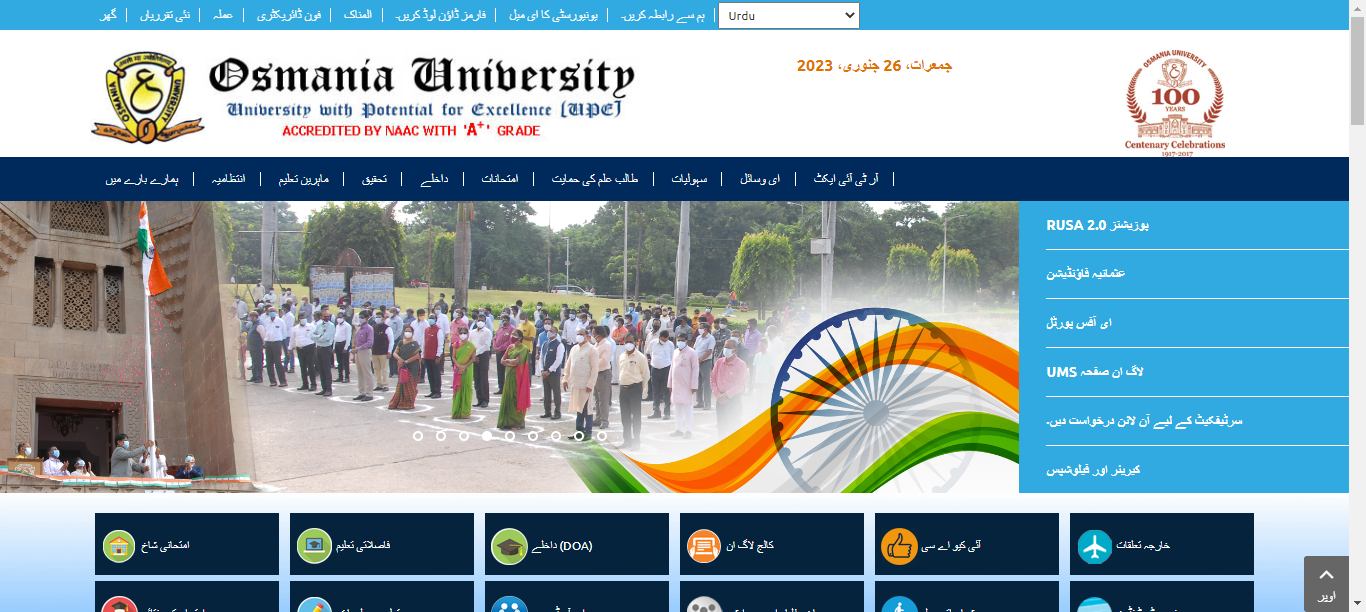 گھر
نئی تقرریاں
عملہ
فون ڈائریکٹری
المناک
فارمز ڈاؤن لوڈ کریں۔
یونیورسٹی کا ای میل
ہم سے رابطہ کریں۔
Urdu
Osmania University
University with Potential for Excellence [UPE]
ACCREDITED BY NAAC WITH 'A+' GRADE
جمعرات، 26 جنوری، 2023
OSMANIA UNIVERSITY
100
YEARS
Centenary Celebrations
1917-2017
ہمارے بارے میں
انتظامیہ
ماہرین تعلیم
تحقیق
داخلے
امتحانات
طالب علم کی حمایت
سہولیات
ای وسائل
آر ٹی آئی ایکٹ
RUSA 2.0 پوزیشنز
عثمانیہ فاؤنڈیشن
ای آفس پورٹل
UMS لاگ ان صفحہ
سرٹیفکیٹ کے لیے آن لائن درخواست دیں۔
کیریئر اور فیلوشپس
امتحانی شاخ
فاصلاتی تعلیم
داخلے (DOA)
کالج لاگ ان
آئی کیو اے سی
خارجہ تعلقات
اوپر